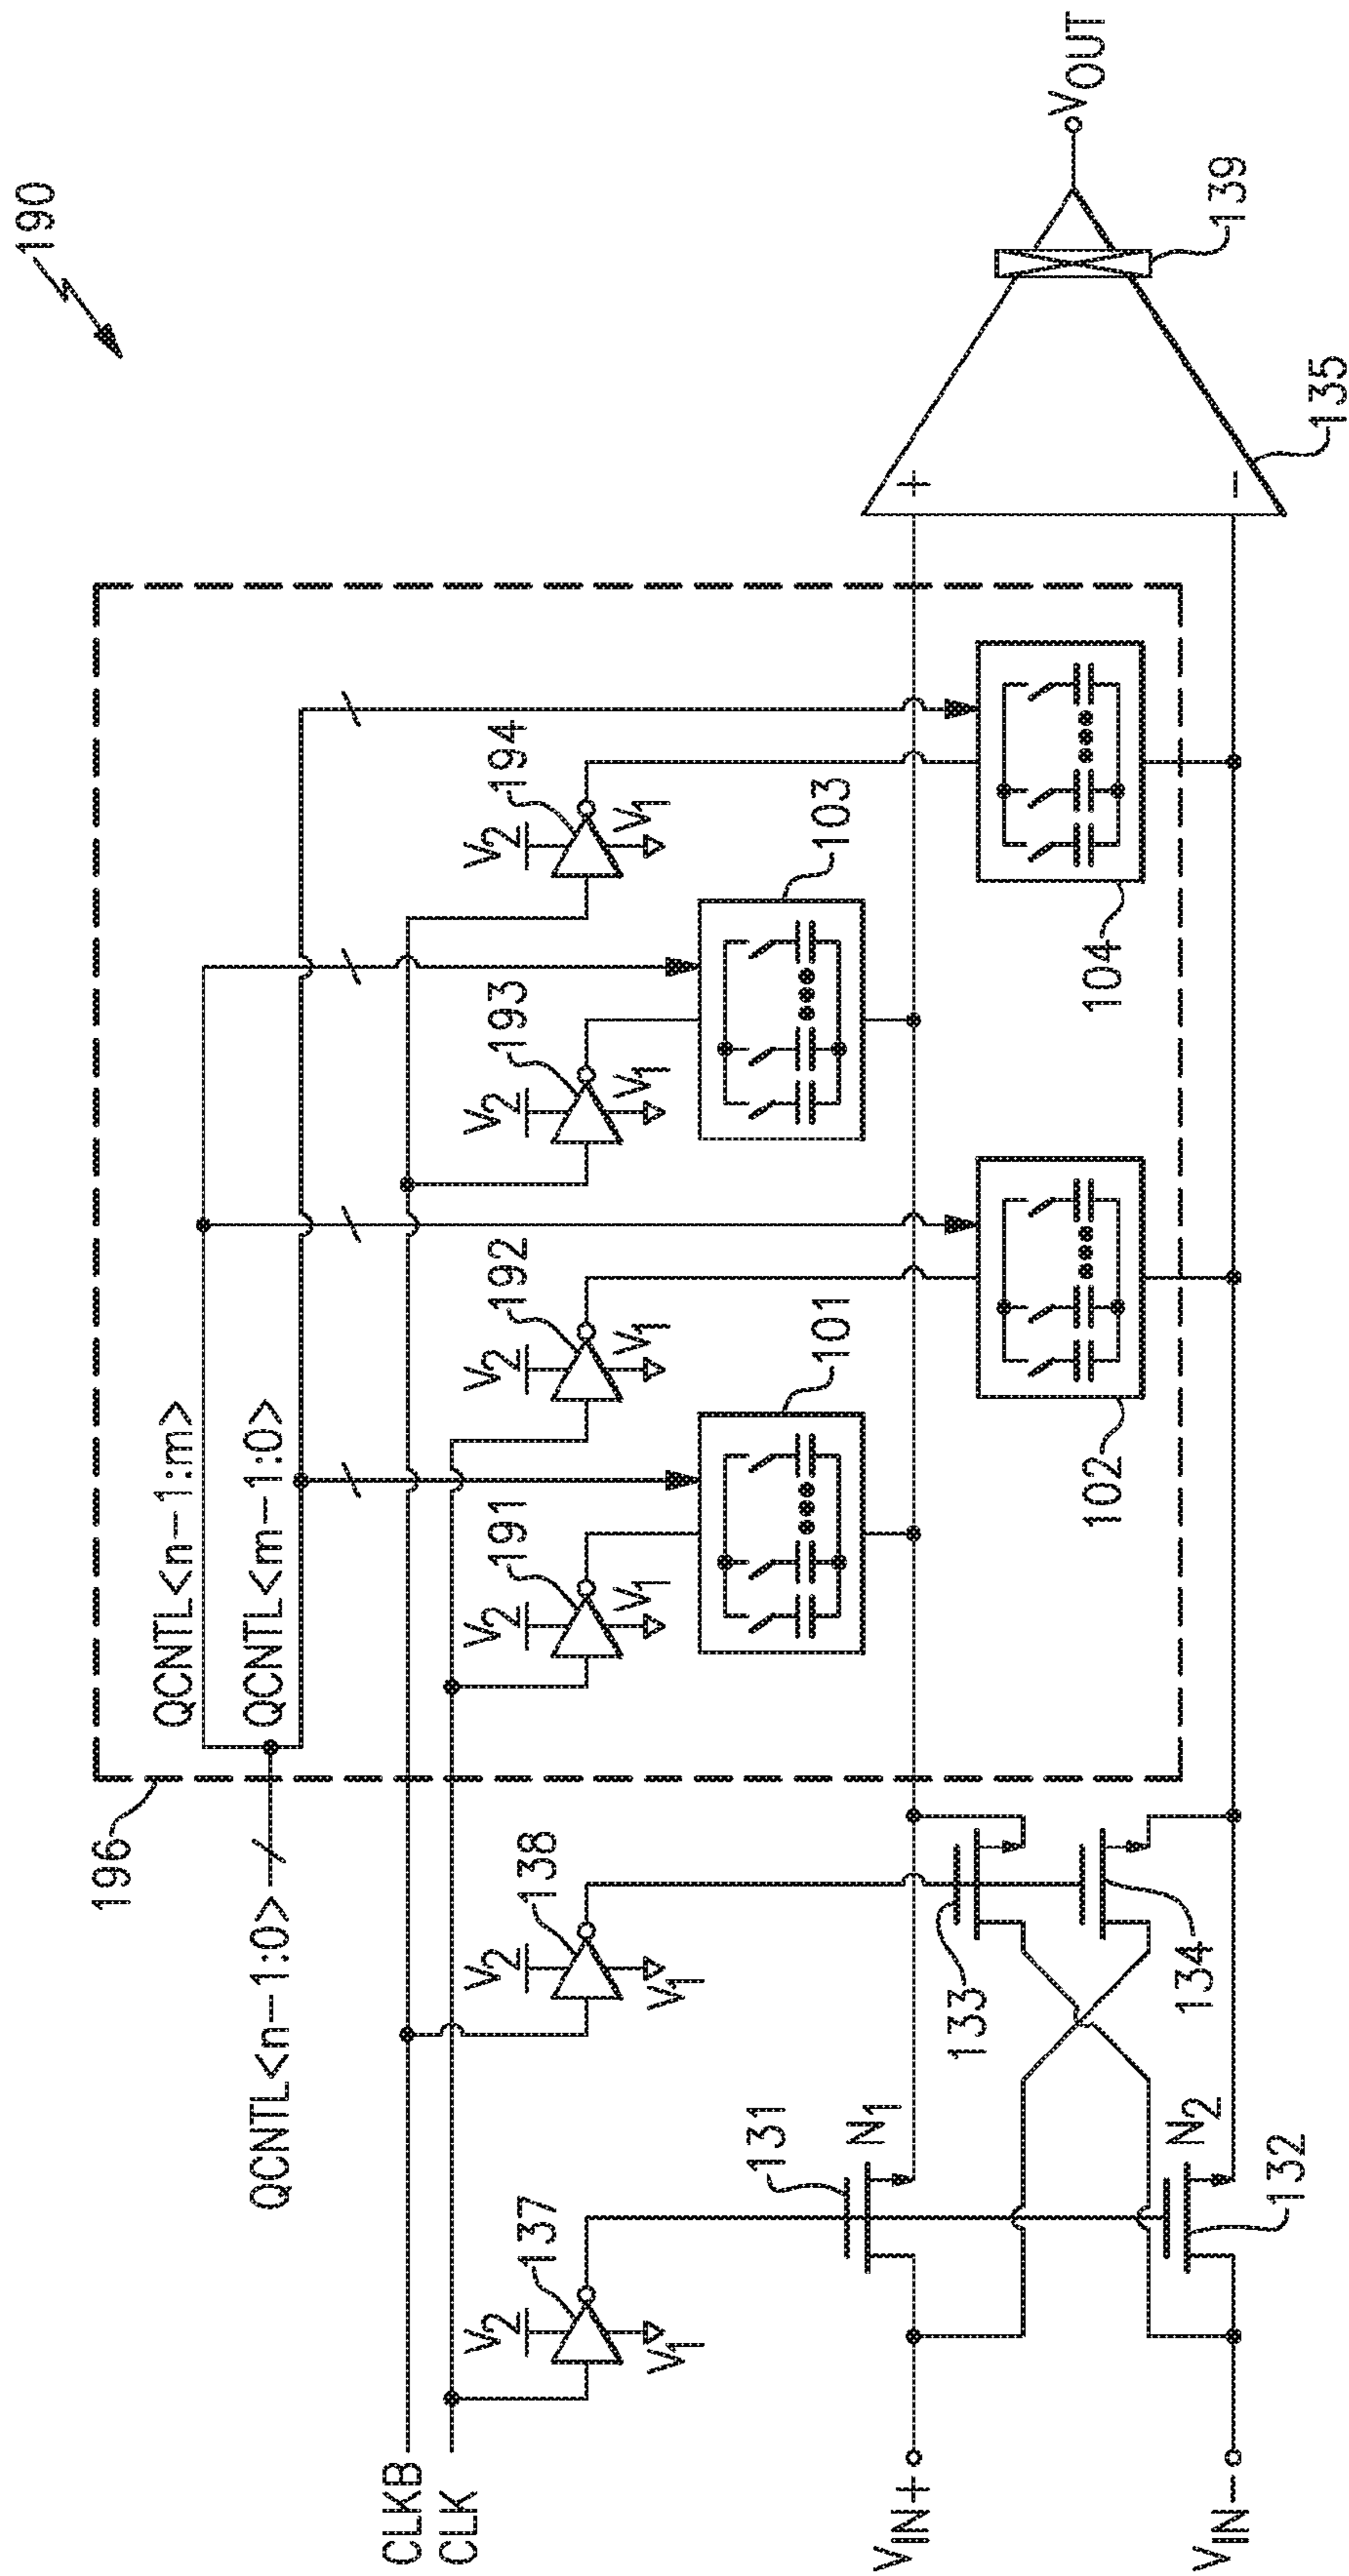 190
196
QCNTL<n-1:0>
QCNTL<n-1:m>
QCNTL<m-1:0>
CLKB
CLK
V2
137
V1
V2
138
V1
V2
191
V1
V2
192
V1
V2
193
V1
V2
194
V1
101
103
131
N1
133
134
N2
132
102
104
VIN+
VIN-
+
-
135
139
VOUT